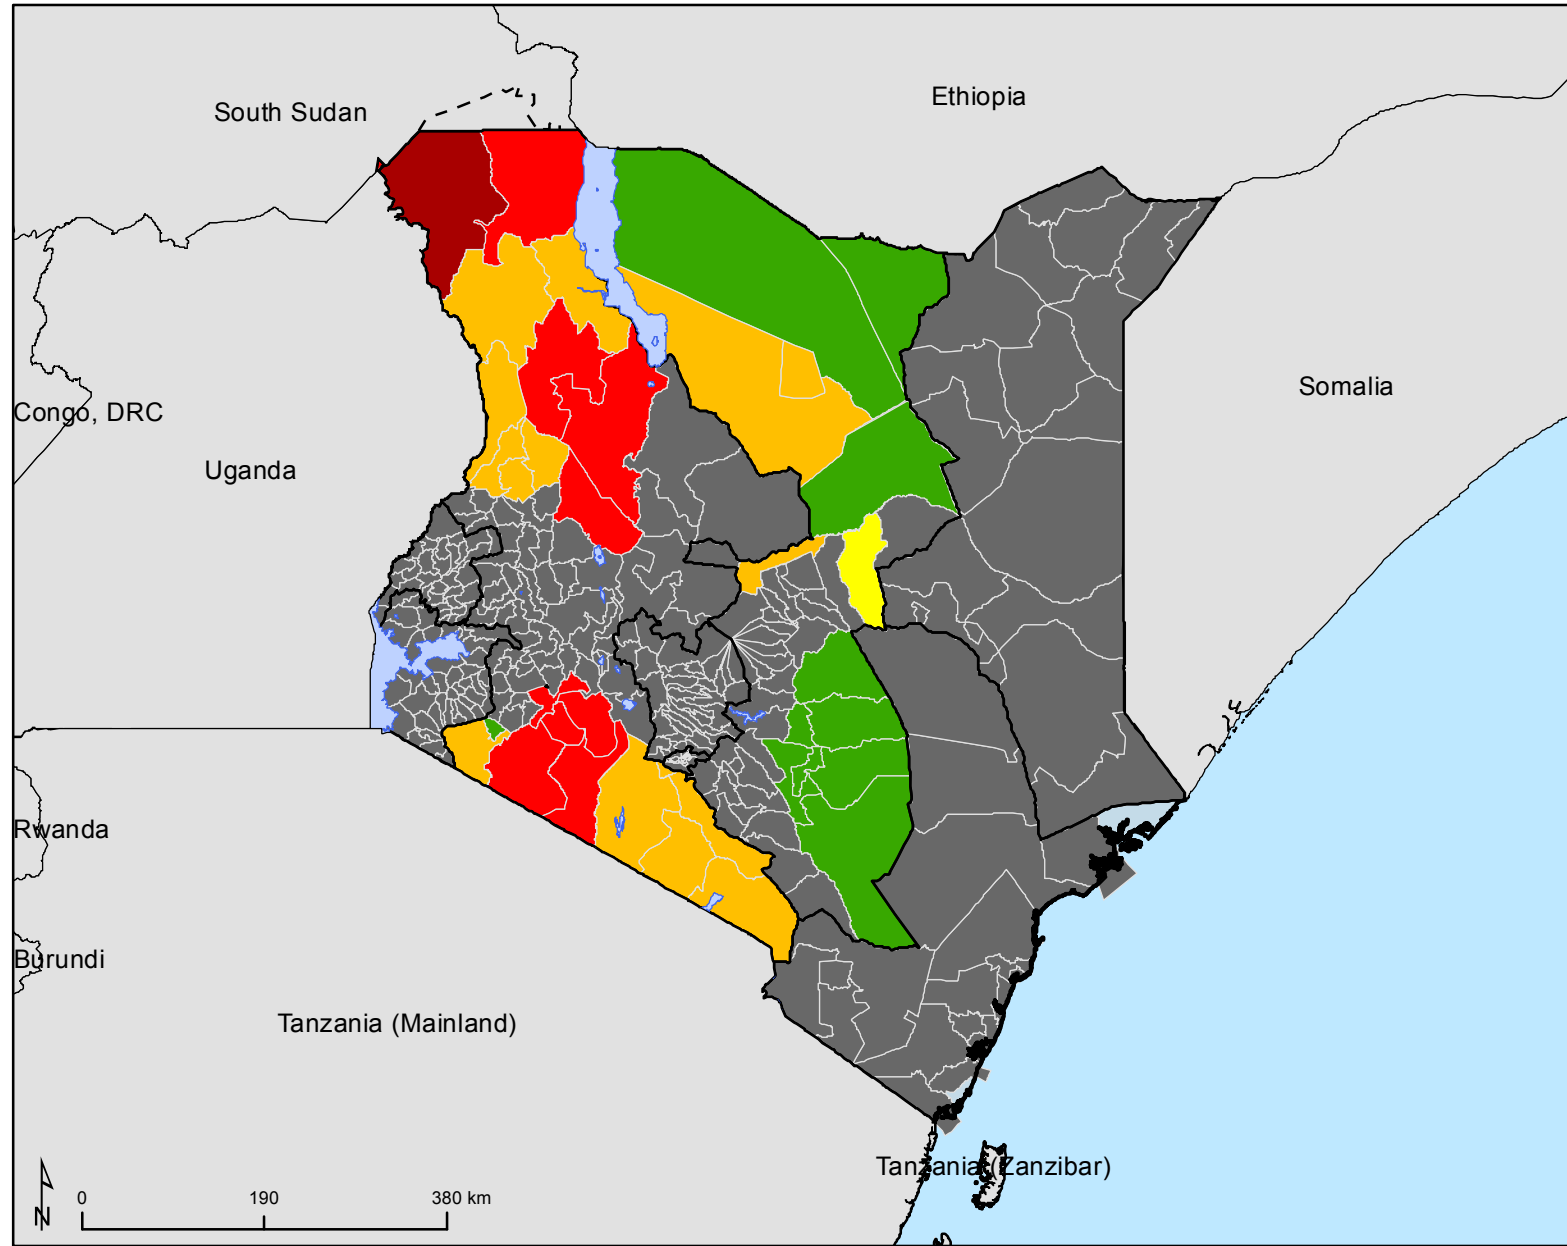 Ethiopia
South Sudan
Somalia
Congo, DRC
Uganda
Rwanda
Burundi
Tanzania (Mainland)
Tanzania (Zanzibar)
0 190 380 km
N